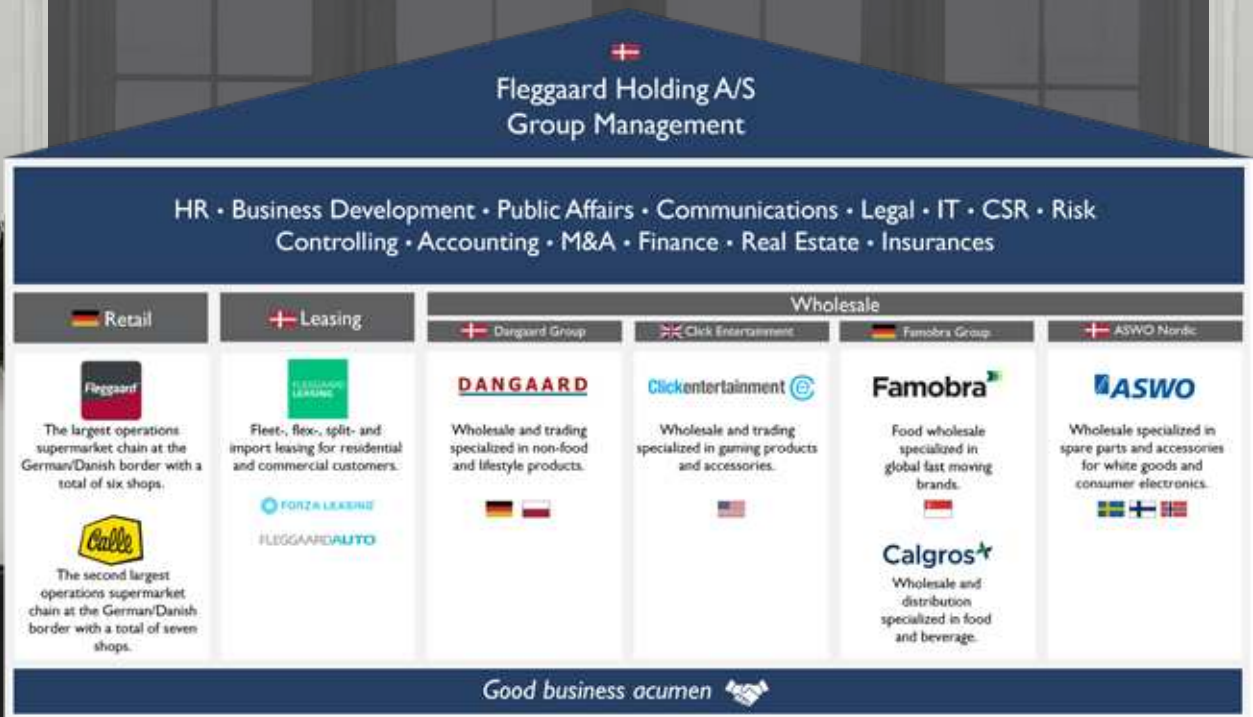 Fleggaard Holding A/S
Group Management
HR • Business Development • Public Affairs • Communications • Legal • IT • CSR • Risk
Controlling • Accounting • M&A • Finance • Real Estate • Insurances
Retail
Fleggaard
The largest operations
supermarket chain at the
German/Danish border with a
total of six shops.
Calle
The second largest
operations supermarket
chain at the German/Danish
border with a total of seven
shops.
Leasing
FLEGGAARD
LEASING
Fleet-, flex-, split- and
import leasing for residential
and commercial customers.
FORZA LEASING
FLEGGAARDAUTO
Wholesale
Dangaard Group
DANGAARD
Wholesale and trading
specialized in non-food
and lifestyle products.
Click Entertainment
Clickentertainment e
Wholesale and trading
specialized in gaming products
and accessories.
Famobra Group
Famobra
Food wholesale
specialized in
global fast moving
brands.
Calgros
Wholesale and
distribution
specialized in food
and beverage.
ASWO Nordic
ASWO
Wholesale specialized in
spare parts and accessories
for white goods and
consumer electronics.
Good business acumen